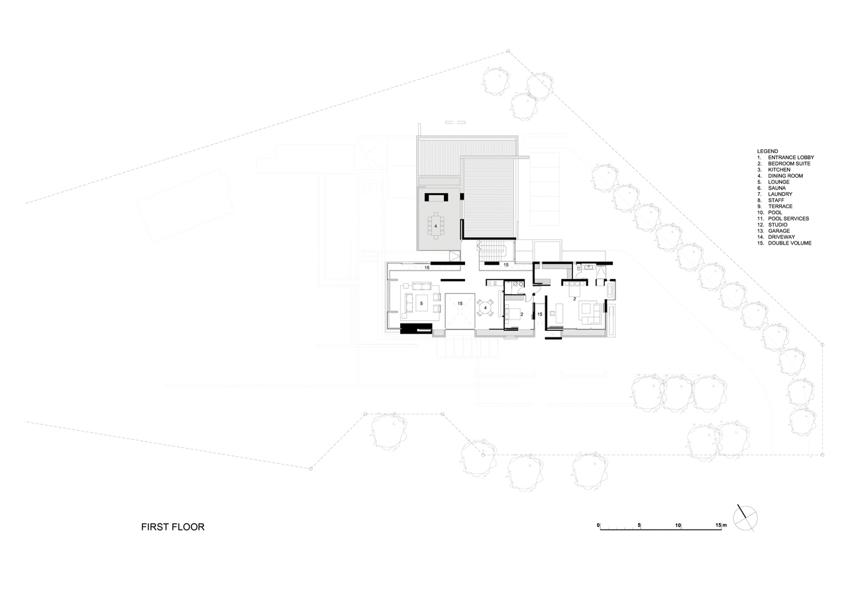 LEGEND
1. ENTRANCE LOBBY
2. BEDROOM SUITE
3. KITCHEN
4. DINING ROOM
5. LOUNGE
6. SAUNA
7. LAUNDRY
8. STAFF
9. TERRACE
10. POOL
11. POOL SERVICES
12. STUDIO
13. GARAGE
14. DRIVEWAY
15. DOUBLE VOLUME
4
15 15
5 15 4 2 15 2
FIRST FLOOR
0 5 10 15 m